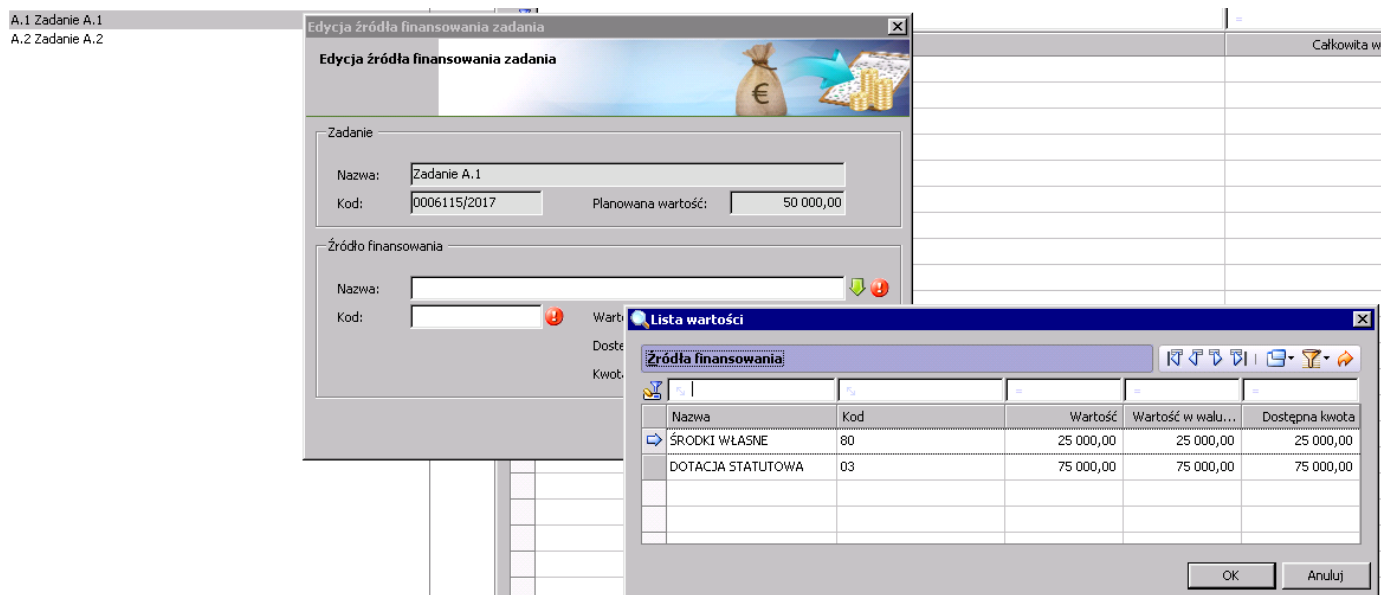 A.1 Zadanie A.1
A.2 Zadanie A.2
Całkowita w
Edycja źródła finansowania zadania
Edycja źródła finansowania zadania
Zadanie
Nazwa: Zadanie A.1
Kod: 0006115/2017 Planowana wartość: 50 000,00
Źródło finansowania
Nazwa:
Kod: Wart
Doste
Kwot
Lista wartości
Źródła finansowania
Nazwa Kod Wartość Wartość w walu... Dostępna kwota
ŚRODKI WŁASNE 80 25 000,00 25 000,00 25 000,00
DOTACJA STATUTOWA 03 75 000,00 75 000,00 75 000,00
OK Anuluj